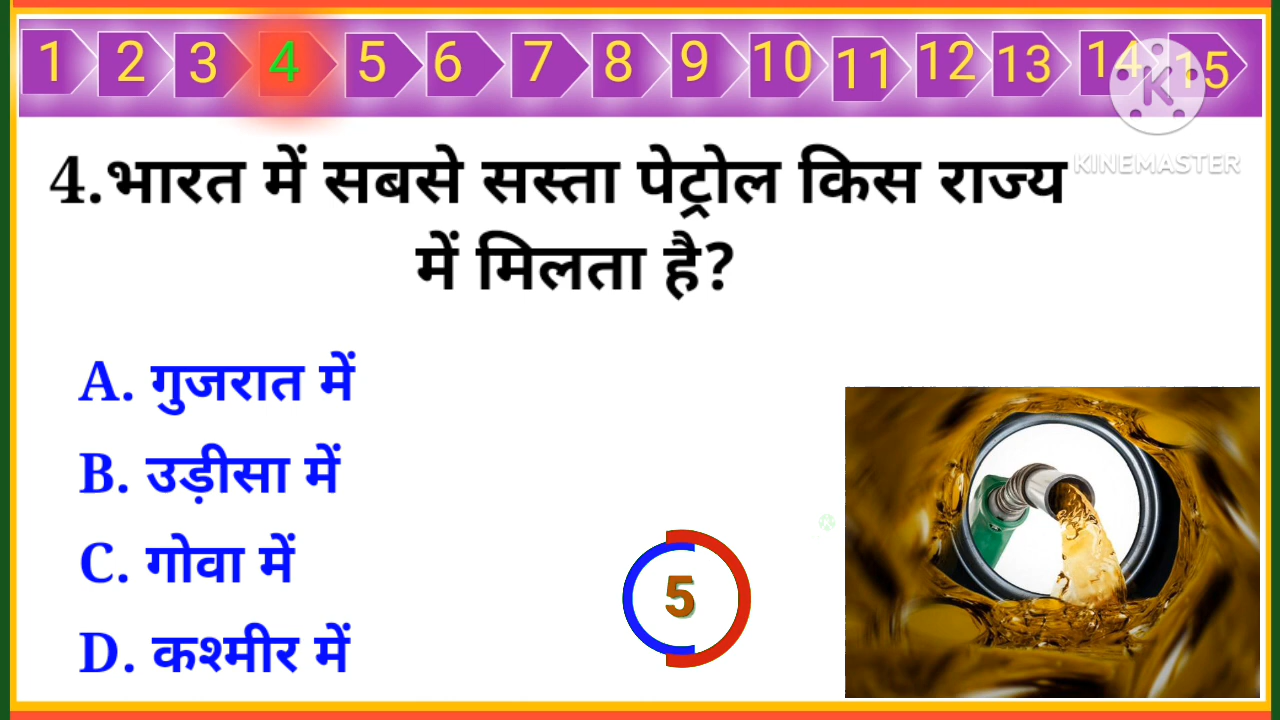 1 2 3 4 5 6 7 8 9 10 11 12 13 14 15
K
KINEMASTER
4.भारत में सबसे सस्ता पेट्रोल किस राज्य
में मिलता है?
A. गुजरात में
B. उड़ीसा में
C. गोवा में
D. कश्मीर में
5